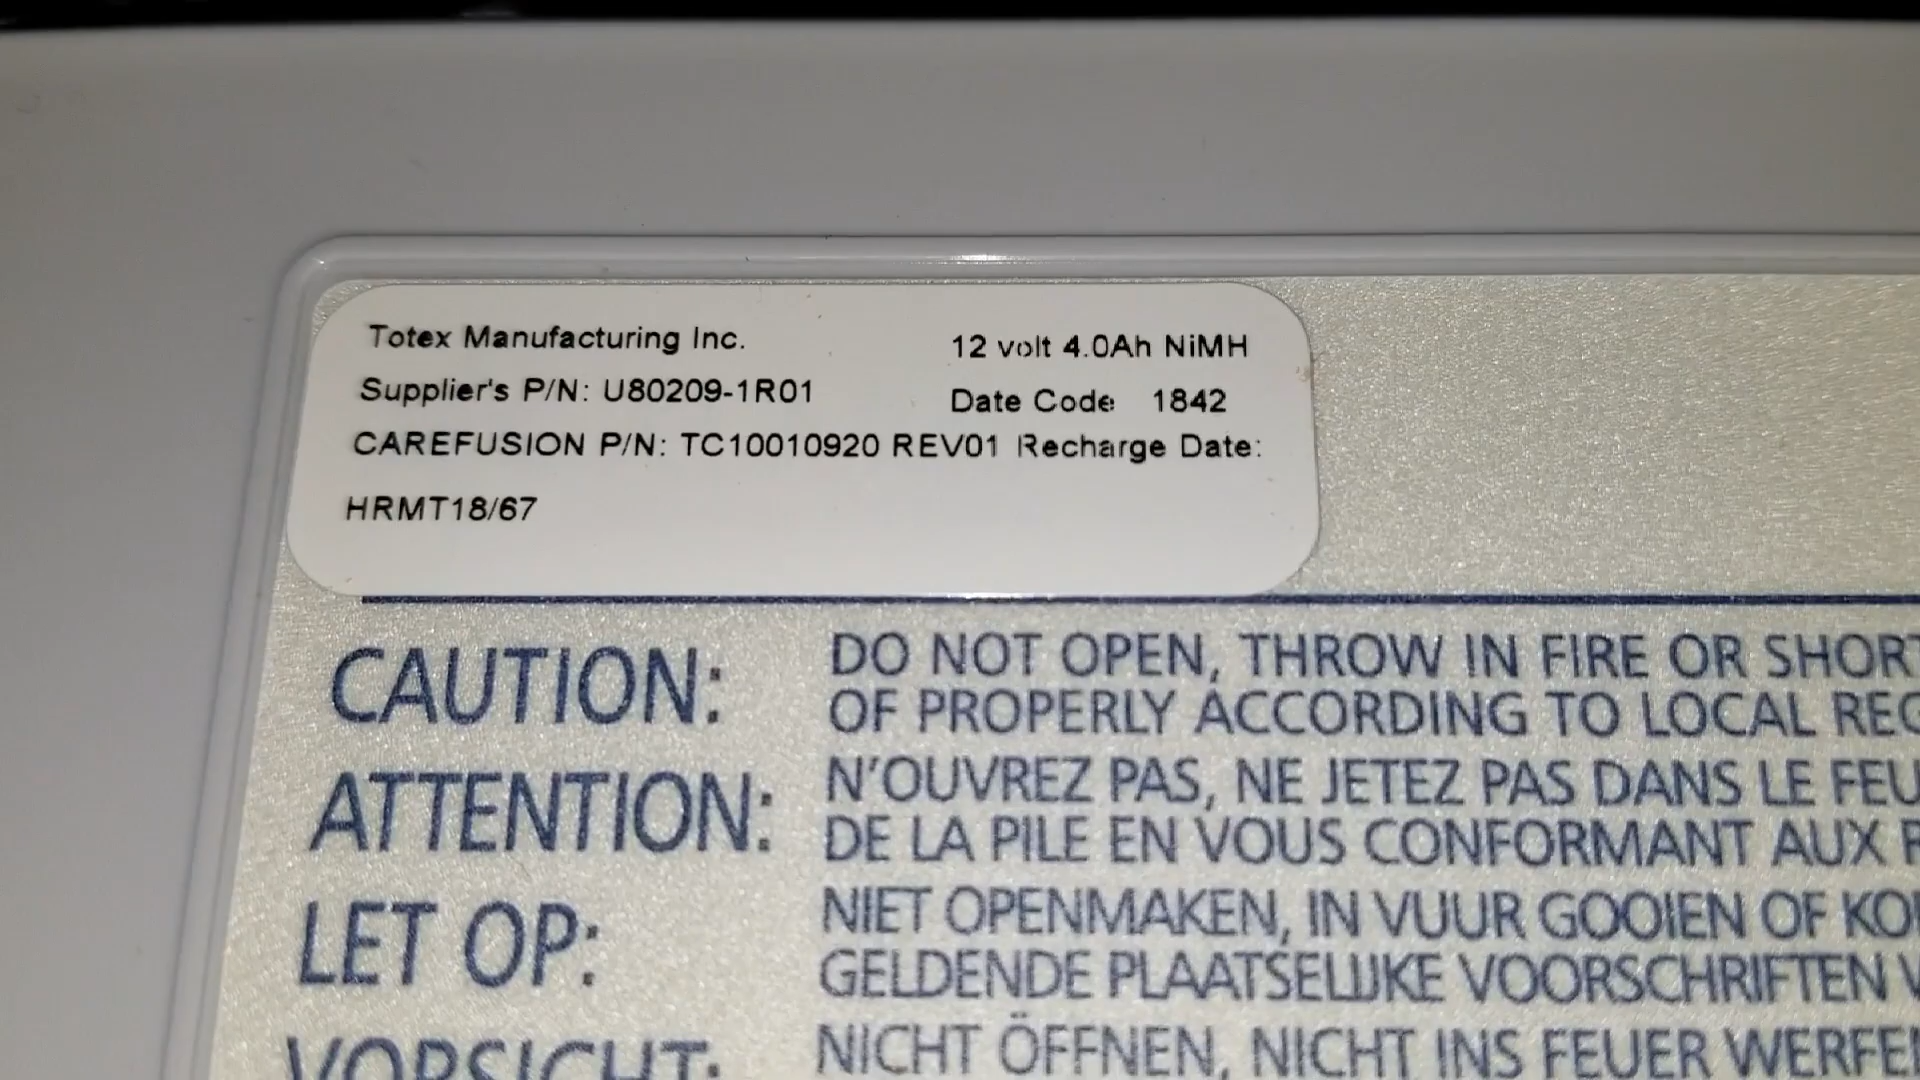 Totex Manufacturing Inc. 12 volt 4.0Ah NiMH
Supplier's P/N: U80209-1R01 Date Code 1842
CAREFUSION P/N: TC10010920 REV01 Recharge Date:
HRMT18/67
CAUTION: DO NOT OPEN, THROW IN FIRE OR SHORT
OF PROPERLY ACCORDING TO LOCAL
ATTENTION: N'OUVREZ PAS, NE JETEZ PAS DANS LE FEU
DE LA PILE EN VOUS CONFORMANT AUX
LET OP: NIET OPENMAKEN, IN VUUR GOOIEN OF
GELDENDE PLAATSELIJKE VOORSCHRIFTEN
VORSICHT: NICHT ÖFFNEN, NICHT INS FEUER